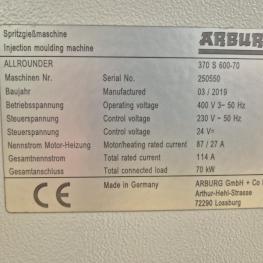 Spritzgießmaschine
Injection moulding machine
ARBURG
ALLROUNDER 370 S 600-70
Maschinen Nr. Serial No. 250550
Baujahr Manufactured 03 / 2019
Betriebsspannung Operating voltage 400 V 3~ 50 Hz
Steuerspannung Control voltage 230 V ~ 50 Hz
Steuerspannung Control voltage 24 V=
Nennstrom Motor-Heizung Motor/heating rated current 87 / 27 A
Gesamtnennstrom Total rated current 114 A
Gesamtanschluss Total connected load 70 kW
CE Made in Germany ARBURG GmbH + Co
Arthur-Hehl-Strasse
72290 Lossburg